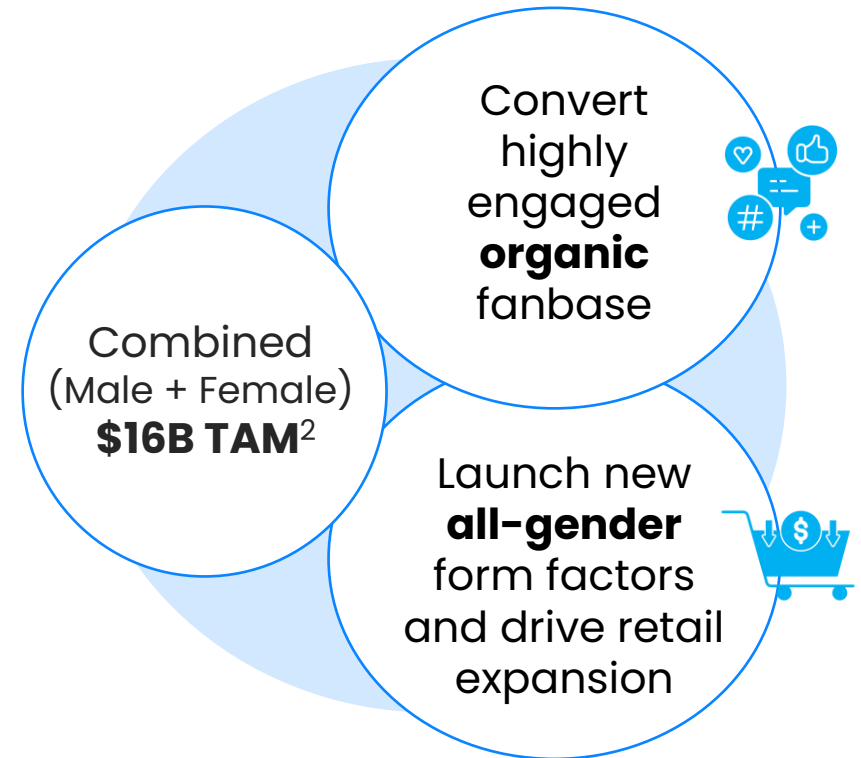 Convert
highly
engaged
organic
fanbase
#
Combined
(Male + Female)
$16B TAM²
Launch new
all-gender
form factors
and drive retail
expansion
$